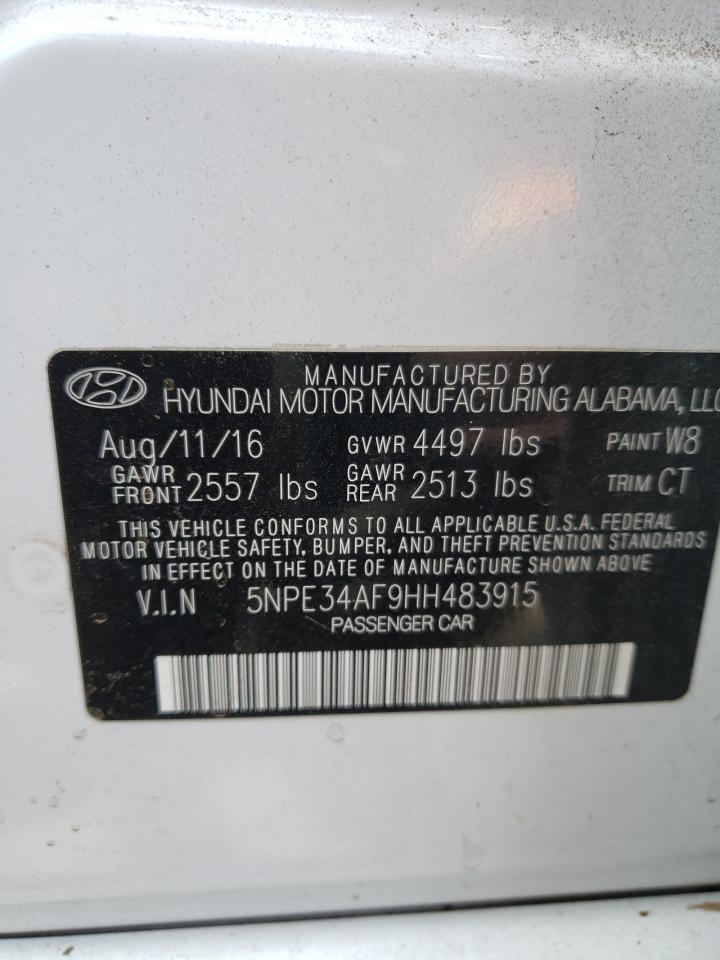 MANUFACTURED BY
HYUNDAI MOTOR MANUFACTURING ALABAMA, LLC
Aug/11/16 GVWR 4497 lbs PAINT W8
GAWR FRONT 2557 lbs GAWR REAR 2513 lbs TRIM CT
THIS VEHICLE CONFORMS TO ALL APPLICABLE U.S.A. FEDERAL
MOTOR VEHICLE SAFETY, BUMPER, AND THEFT PREVENTION STANDARDS
IN EFFECT ON THE DATE OF MANUFACTURE SHOWN ABOVE.
V.I.N 5NPE34AF9HH483915
PASSENGER CAR